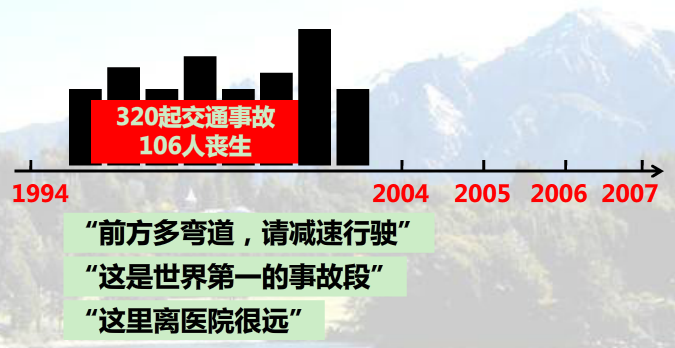 320起交通事故
106人丧生
1994 2004 2005 2006 2007
“前方多弯道，请减速行驶”
“这是世界第一的事故段”
“这里离医院很远”